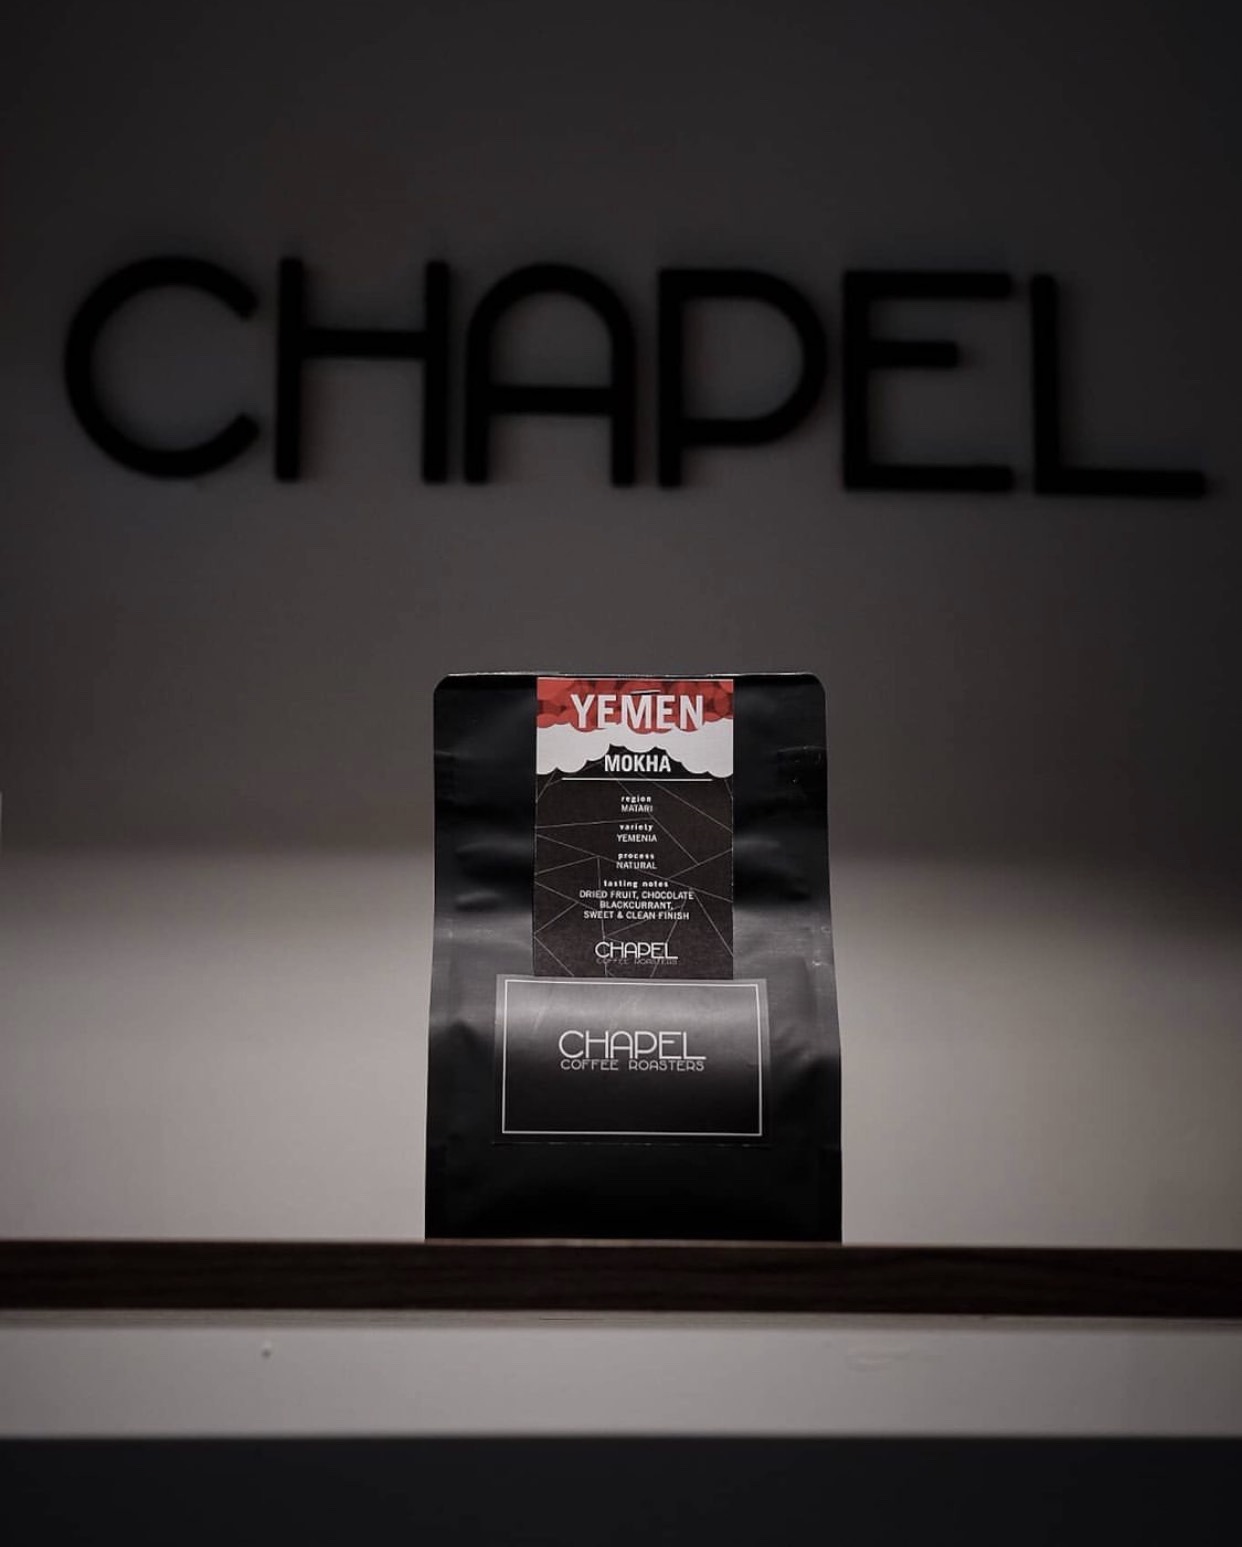 CHAPEL
YEMEN
MOKHA
region
MATARI
variety
YEMENIA
process
NATURAL
tasting notes
DRIED FRUIT, CHOCOLATE
BLACKCURRANT,
SWEET & CLEAN FINISH
CHAPEL
COFFEE ROASTERS
CHAPEL
COFFEE ROASTERS